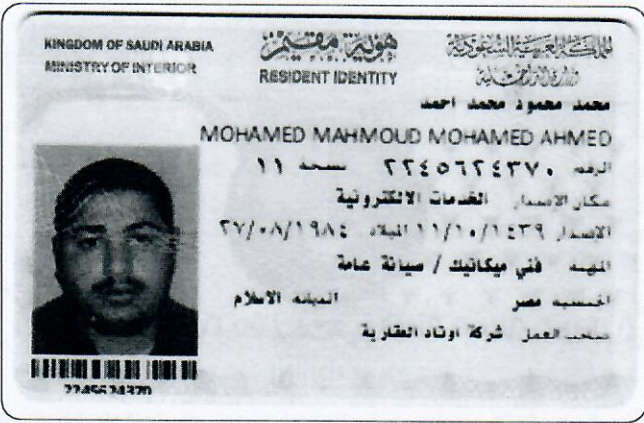 KINGDOM OF SAUDI ARABIA
MINISTRY OF INTERIOR
هوية مقيم
RESIDENT IDENTITY
المملكة العربية السعودية
وزارة الداخلية
محمد محمود محمد احمد
MOHAMED MAHMOUD MOHAMED AHMED
الرقم ٢٢٤٥٦٢٤٣٧٠ نسخة ١١
مكان الإصدار الخدمات الالكترونية
الإصدار ١١/١٠/١٤٣٩ الميلاد ٢٧/٠٨/١٩٨٤
المهنة فني ميكانيك / صيانة عامة
الجنسية مصر الديانة الاسلام
صاحب العمل شركة اوتاد العقارية
2245624370